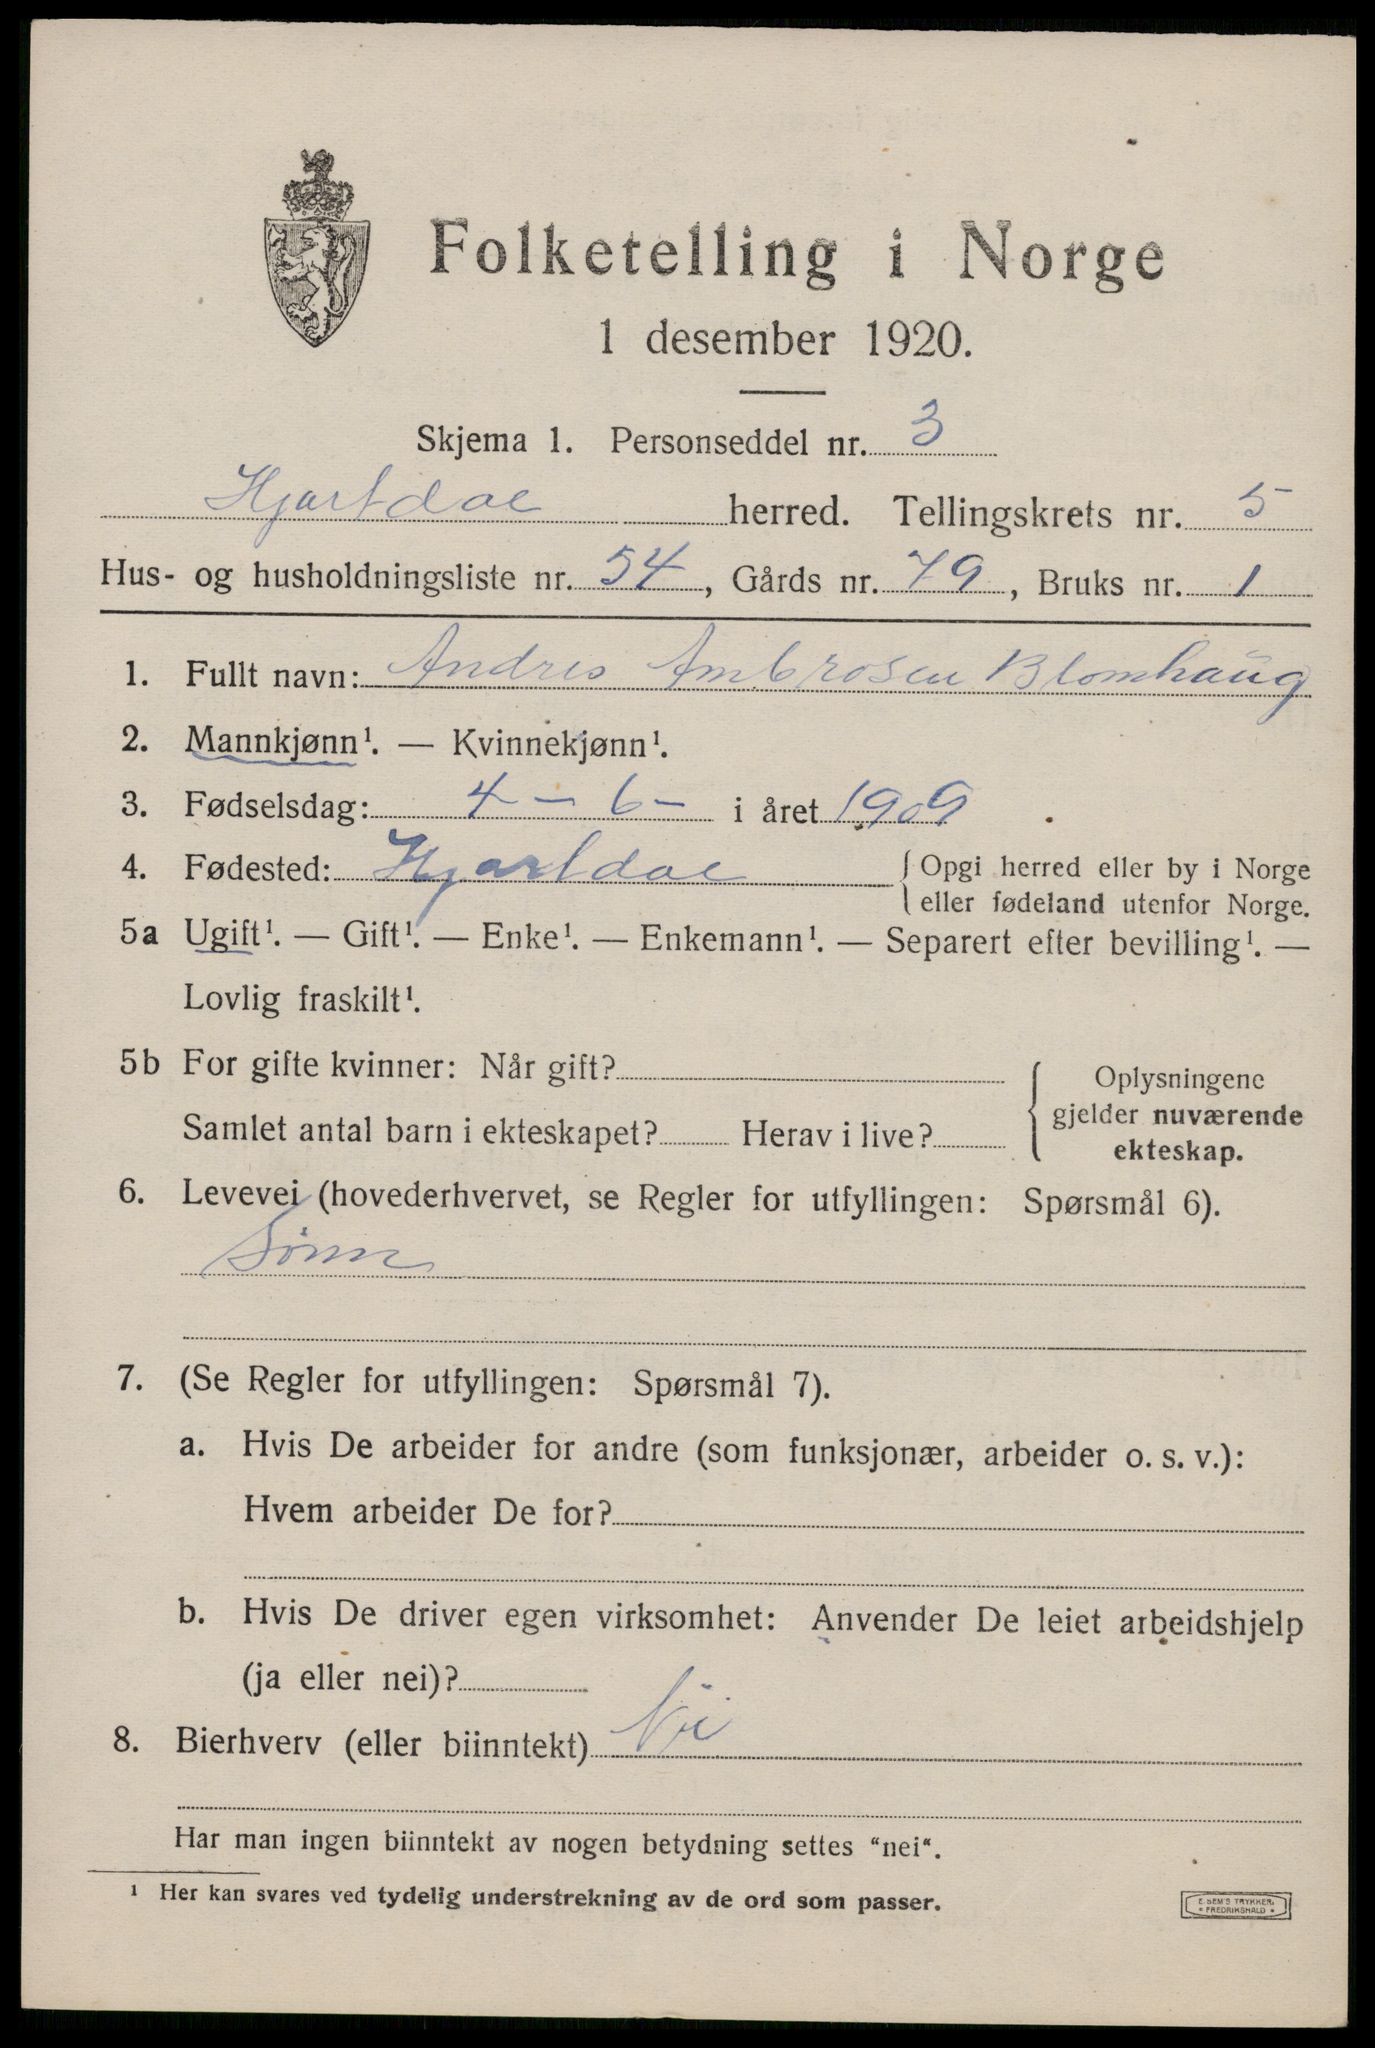 Folketelling i Norge
1 desember 1920.
Skjema 1. Personseddel nr. 3
Hjartdal herred. Tellingskrets nr. 5
Hus- og husholdningsliste nr. 54, Gårds nr. 79, Bruks nr. 1
1. Fullt navn: Andres Ambrosen Blomhaug
2. Mannkjønn¹. — Kvinnekjønn¹.
3. Fødselsdag: 4 - 6 - i året 1909
4. Fødested: Hjartdal { Opgi herred eller by i Norge
eller fødeland utenfor Norge.
5a Ugift¹. — Gift¹. — Enke¹. — Enkemann¹. — Separert efter bevilling¹. —
Lovlig fraskilt¹.
5b For gifte kvinner: Når gift?
Samlet antal barn i ekteskapet? Herav i live?
Oplysningene
gjelder nuværende
ekteskap.
6. Levevei (hovederhvervet, se Regler for utfyllingen: Spørsmål 6).
Sønn
7. (Se Regler for utfyllingen: Spørsmål 7).
a. Hvis De arbeider for andre (som funksjonær, arbeider o. s. v.):
Hvem arbeider De for?
b. Hvis De driver egen virksomhet: Anvender De leiet arbeidshjelp
(ja eller nei)?
8. Bierhverv (eller biinntekt) Nei
Har man ingen biinntekt av nogen betydning settes "nei".
¹ Her kan svares ved tydelig understrekning av de ord som passer.
E. SEM'S TRYKKERI
FREDRIKSHALD